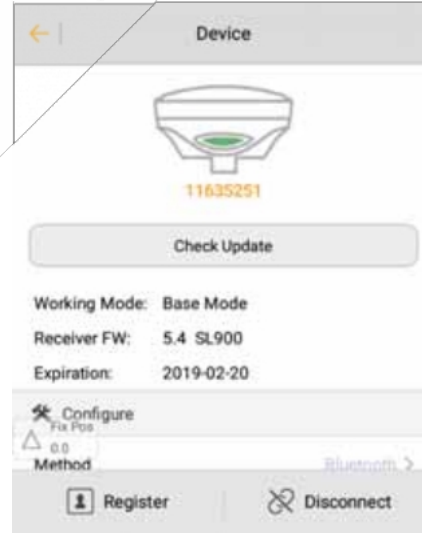 Device
11635251
Check Update
Working Mode: Base Mode
Receiver FW: 5.4 SL900
Expiration: 2019-02-20
Configure
Fix Pos
0.0
Method Bluetooth >
Register Disconnect